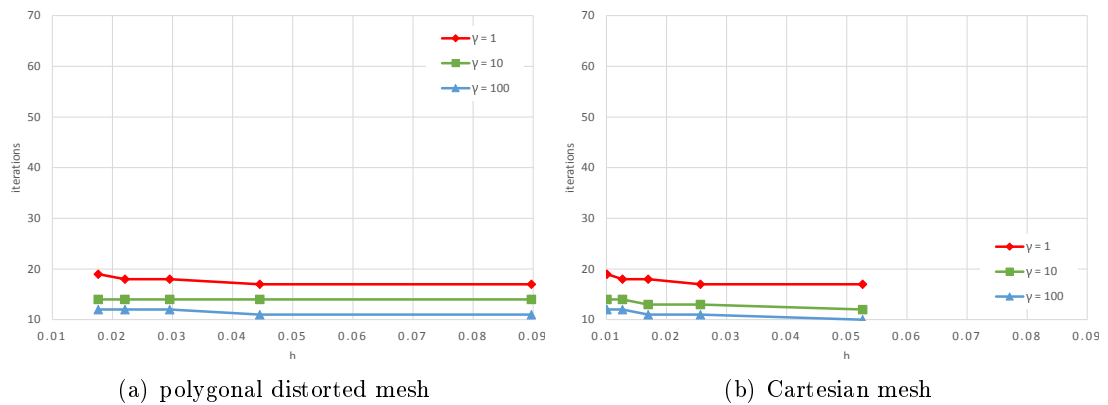 70
60
50
40
30
20
10
iterations
0.01 0.02 0.03 0.04 0.05 0.06 0.07 0.08 0.09
h
γ = 1
γ = 10
γ = 100
(a) polygonal distorted mesh
70
60
50
40
30
20
10
iterations
0.01 0.02 0.03 0.04 0.05 0.06 0.07 0.08 0.09
h
γ = 1
γ = 10
γ = 100
(b) Cartesian mesh